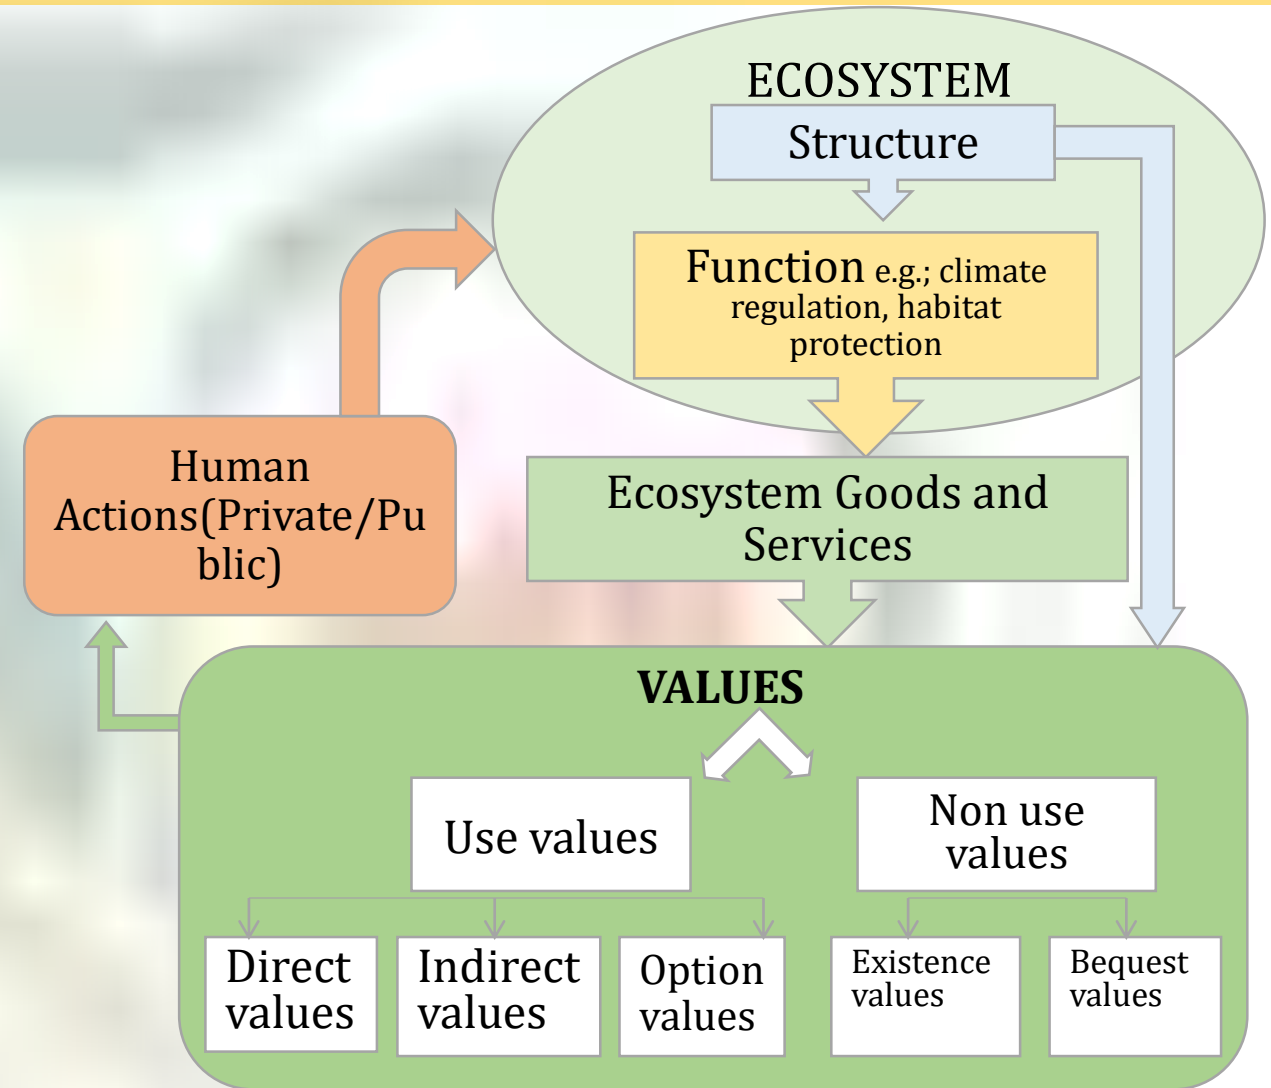 ECOSYSTEM
Structure
Function e.g.; climate
regulation, habitat
protection
Human
Actions(Private/Pu
blic)
Ecosystem Goods and
Services
VALUES
Use values
Non use
values
Direct
values
Indirect
values
Option
values
Existence
values
Bequest
values